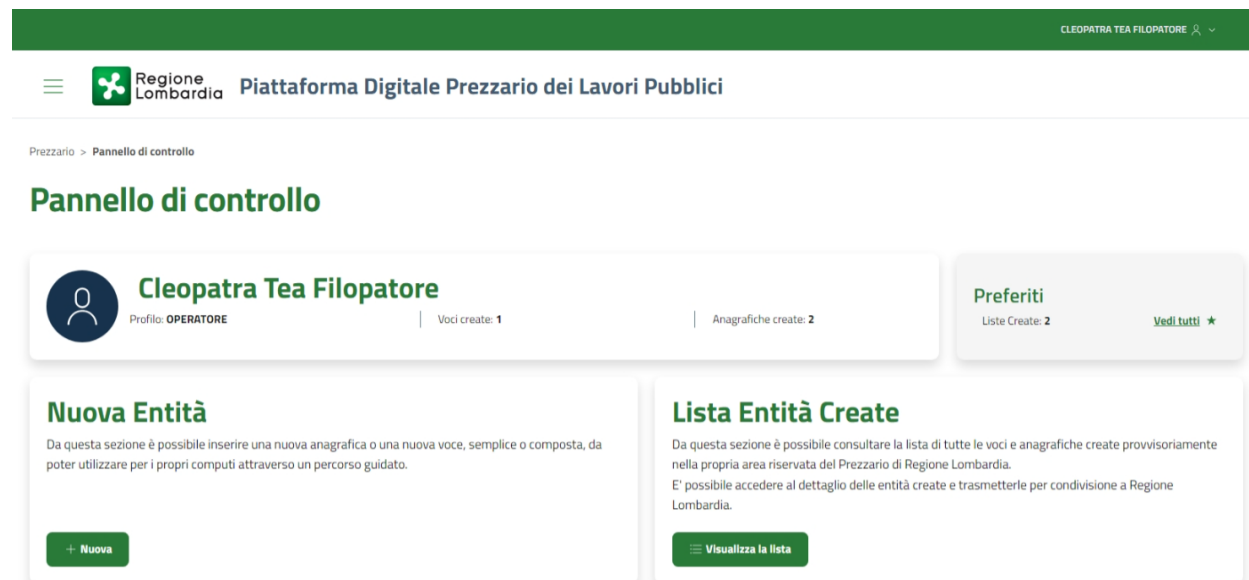 CLEOPATRA TEA FILOPATORE
Regione
Lombardia
Piattaforma Digitale Prezzario dei Lavori Pubblici
Prezzario > Pannello di controllo
Pannello di controllo
Cleopatra Tea Filopatore
Profilo: OPERATORE
Voci create: 1
Anagrafiche create: 2
Preferiti
Liste Create: 2
Vedi tutti ★
Nuova Entità
Da questa sezione è possibile inserire una nuova anagrafica o una nuova voce, semplice o composta, da
poter utilizzare per i propri computi attraverso un percorso guidato.
+ Nuova
Lista Entità Create
Da questa sezione è possibile consultare la lista di tutte le voci e anagrafiche create provvisoriamente
nella propria area riservata del Prezzario di Regione Lombardia.
E' possibile accedere al dettaglio delle entità create e trasmetterle per condivisione a Regione
Lombardia.
Visualizza la lista